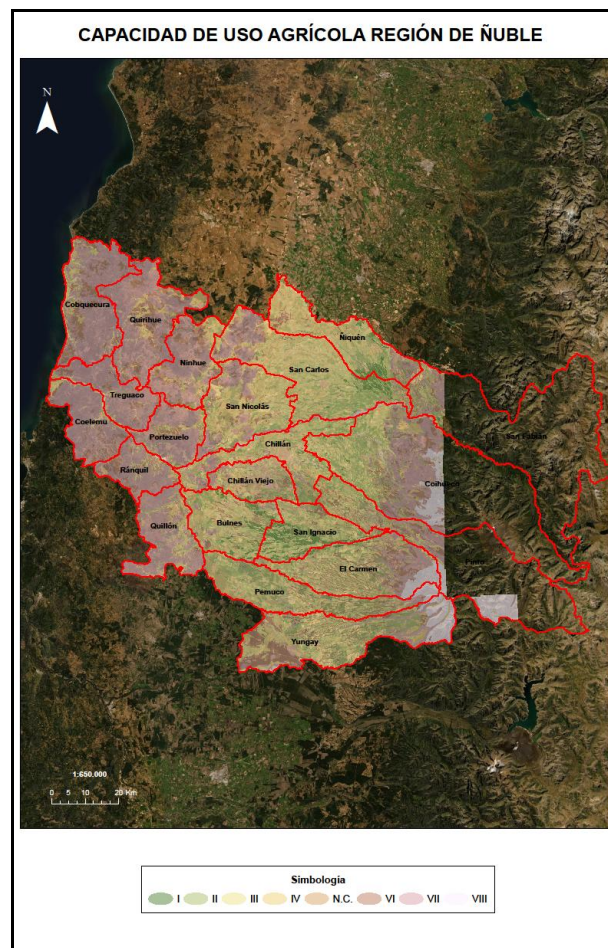 CAPACIDAD DE USO AGRÍCOLA REGIÓN DE ÑUBLE
N
Cobquecura
Quirihue
Ñiquén
Ninhue
San Carlos
Treguaco
San Nicolás
San Fabián
Coelemu
Portezuelo
Chillán
Ránquil
Chillán Viejo
Coihueco
Quillón
Bulnes
San Ignacio
Pinto
El Carmen
Pemuco
Yungay
1:650.000
0 5 10 20 Km
Simbología
I II III IV N.C. VI VII VIII